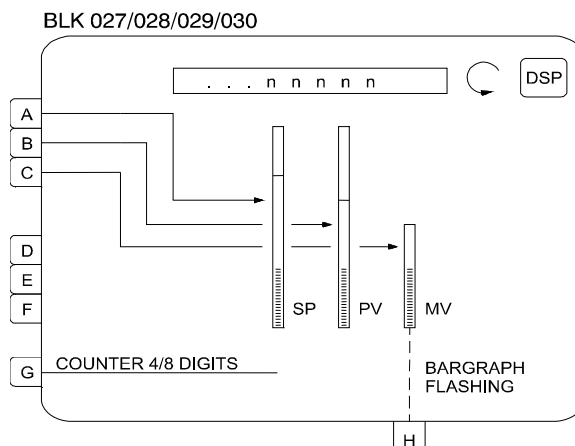 BLK 027/028/029/030
. . . n n n n n
DSP
A
B
C
D
E
F
SP PV MV
G COUNTER 4/8 DIGITS
BARGRAPH
FLASHING
H